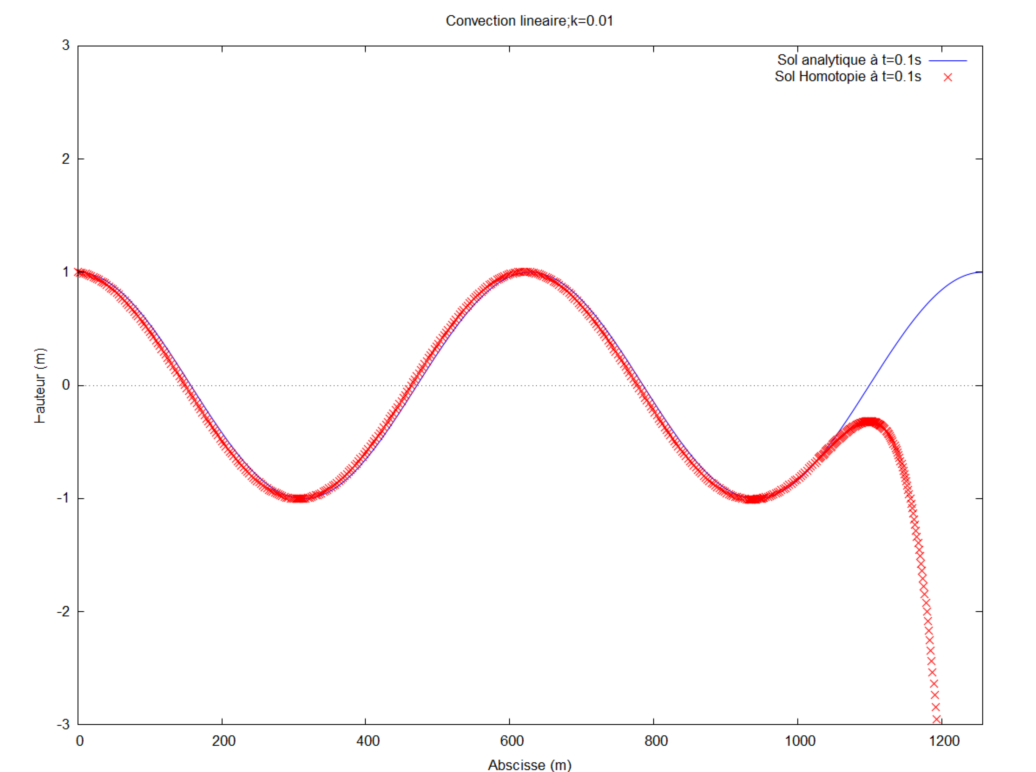 Convection lineaire;k=0.01
Sol analytique à t=0.1s
Sol Homotopie à t=0.1s
3
2
1
0
-1
-2
-3
Hauteur (m)
0 200 400 600 800 1000 1200
Abscisse (m)